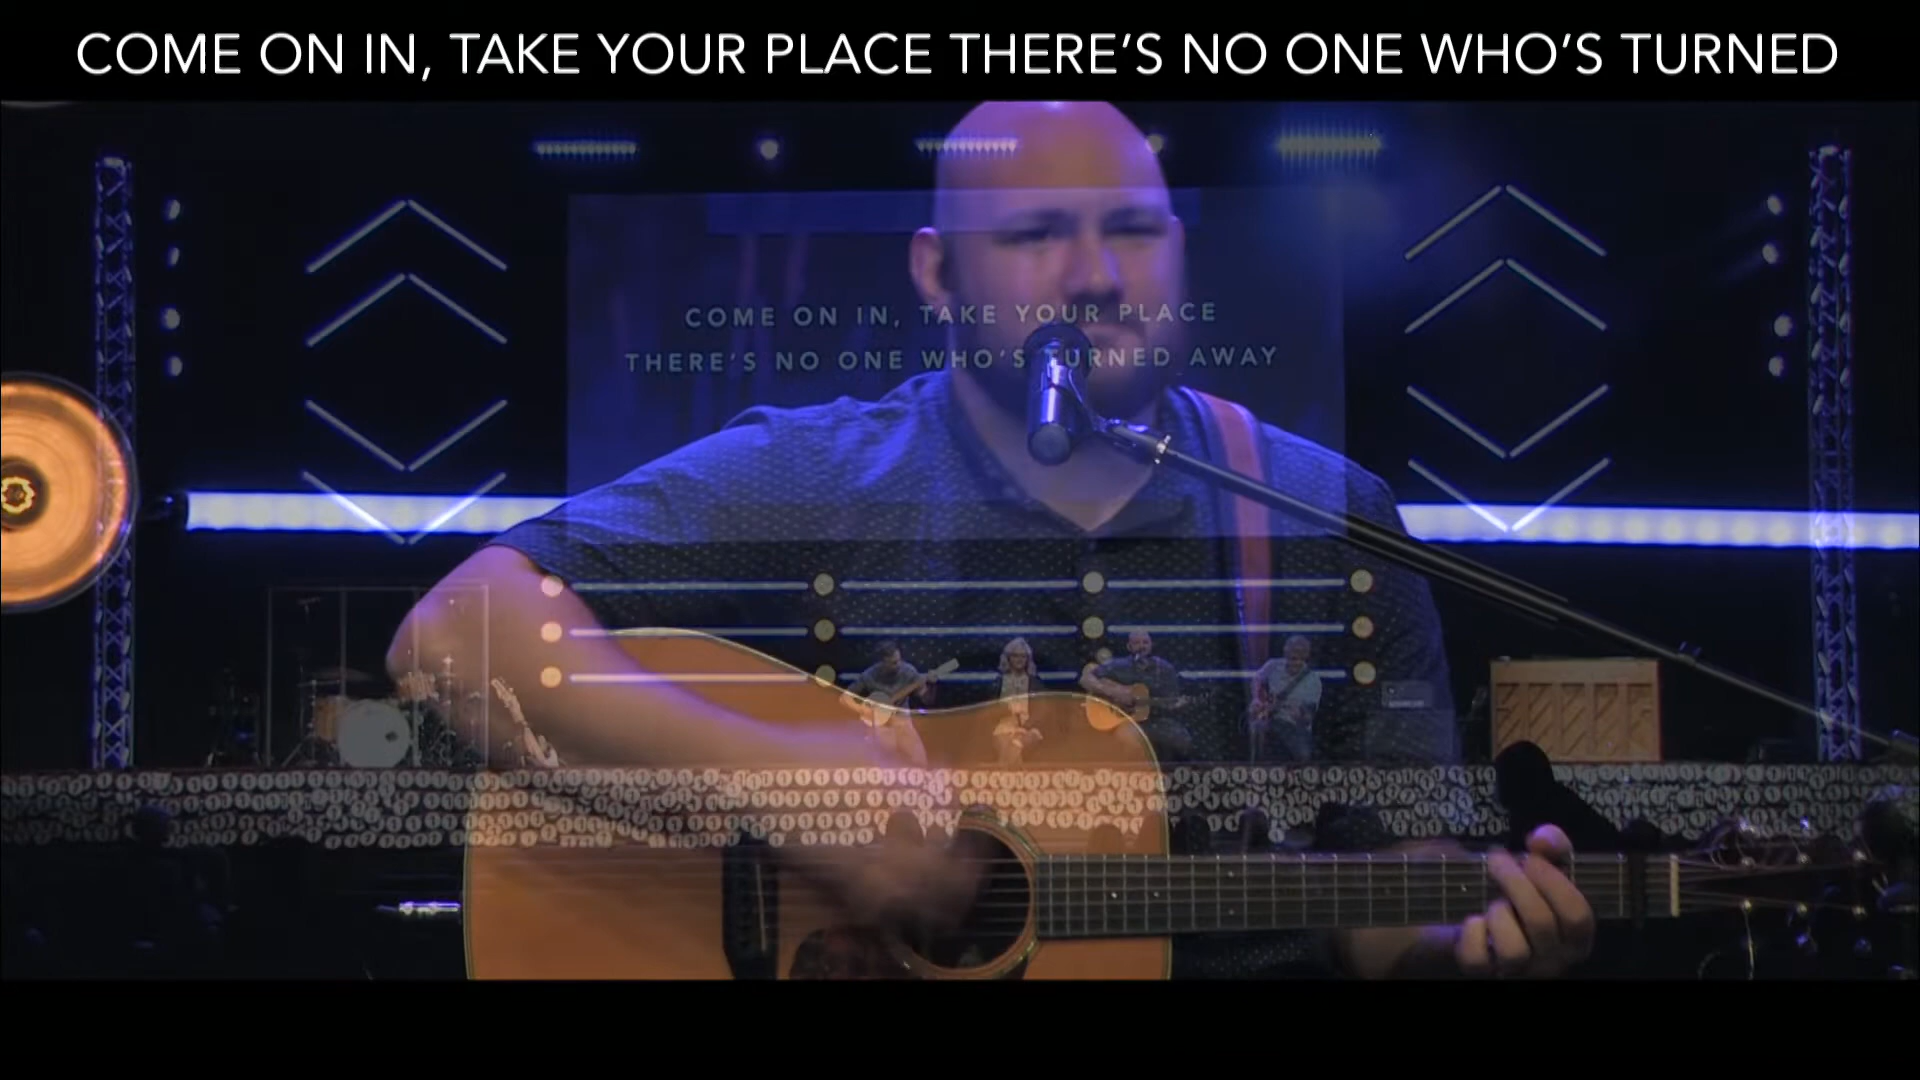 COME ON IN, TAKE YOUR PLACE THERE’S NO ONE WHO’S TURNED
COME ON IN, TAKE YOUR PLACE
THERE’S NO ONE WHO’S TURNED AWAY